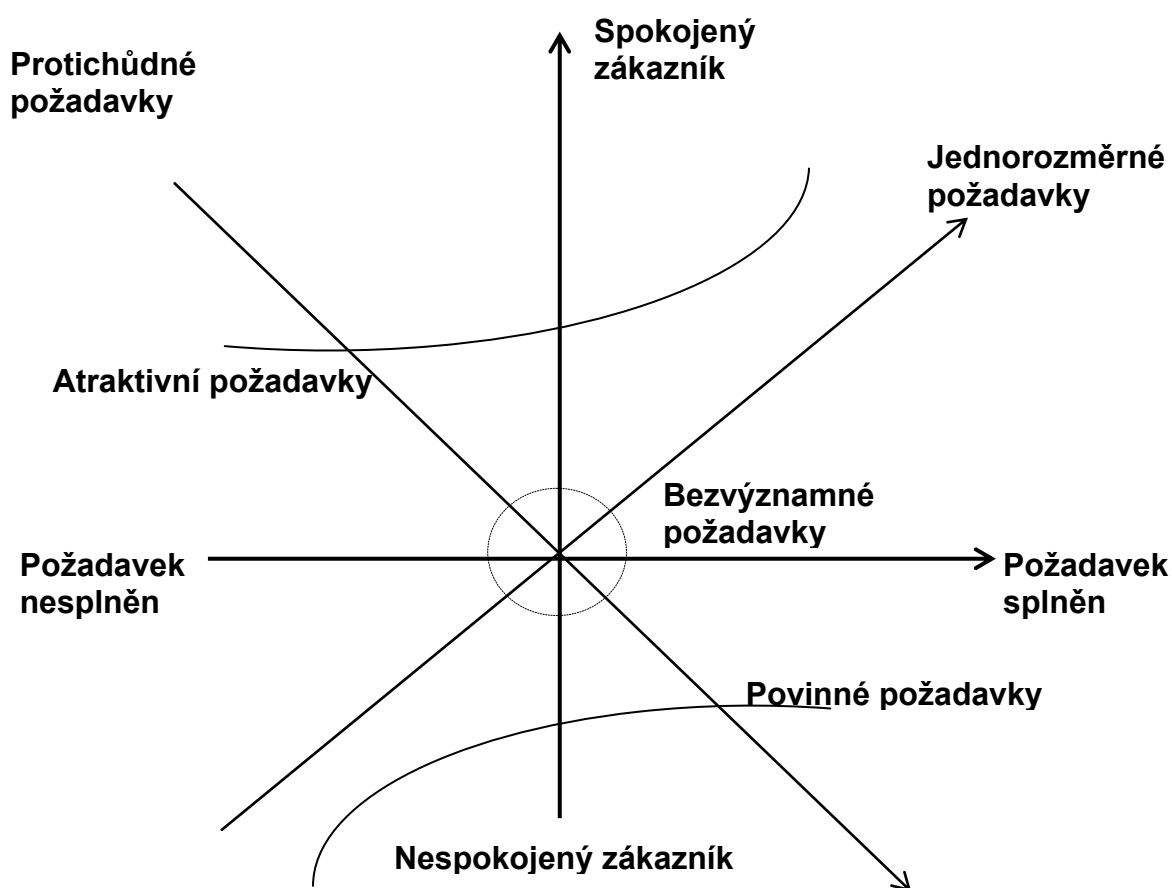 Spokojený
zákazník
Protichůdné
požadavky
Jednorozměrné
požadavky
Atraktivní požadavky
Bezvýznamné
požadavky
Požadavek
nesplněn
Požadavek
splněn
Povinné požadavky
Nespokojený zákazník